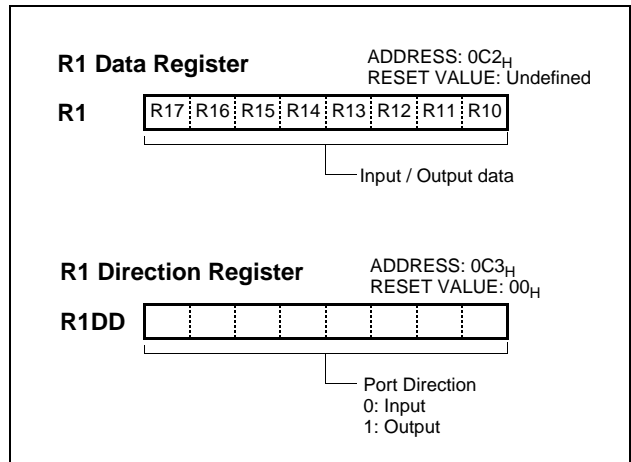 R1 Data Register
ADDRESS: 0C2H
RESET VALUE: Undefined
R1
R17 R16 R15 R14 R13 R12 R11 R10
Input / Output data
R1 Direction Register
ADDRESS: 0C3H
RESET VALUE: 00H
R1DD
Port Direction
0: Input
1: Output